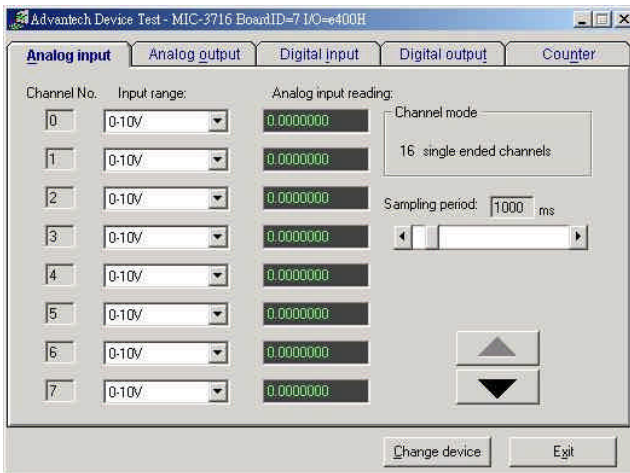 Advantech Device Test - MIC-3716 BoardID=7 I/O=e400H
Analog input Analog output Digital input Digital output Counter
Channel No. Input range: Analog input reading:
0 0-10V 0.0000000
1 0-10V 0.0000000
2 0-10V 0.0000000
3 0-10V 0.0000000
4 0-10V 0.0000000
5 0-10V 0.0000000
6 0-10V 0.0000000
7 0-10V 0.0000000
Channel mode
16 single ended channels
Sampling period: 1000 ms
Change device Exit